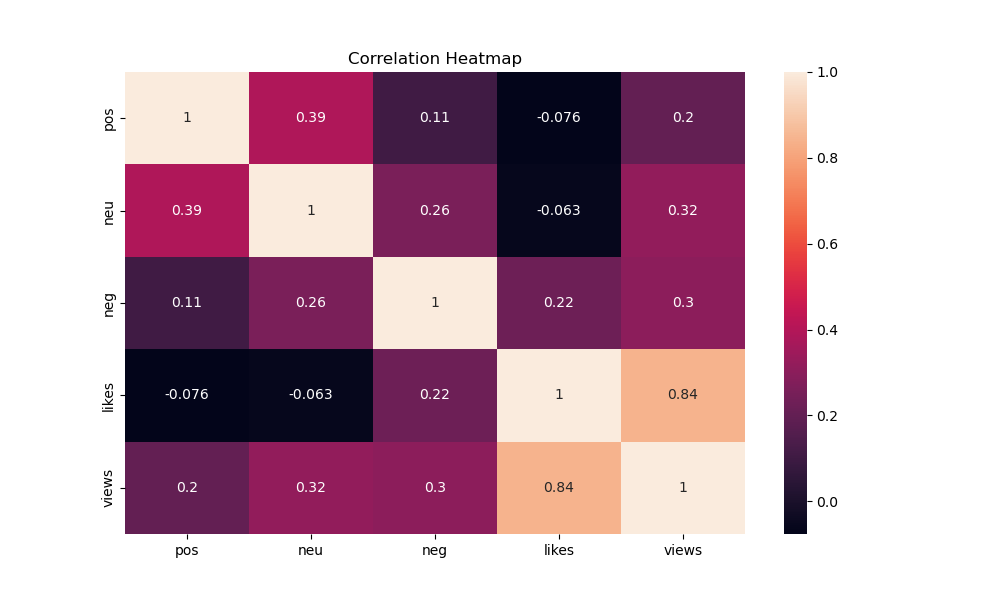 Correlation Heatmap
pos 1 0.39 0.11 -0.076 0.2
neu 0.39 1 0.26 -0.063 0.32
neg 0.11 0.26 1 0.22 0.3
likes -0.076 -0.063 0.22 1 0.84
views 0.2 0.32 0.3 0.84 1
pos neu neg likes views
1.0
0.8
0.6
0.4
0.2
0.0